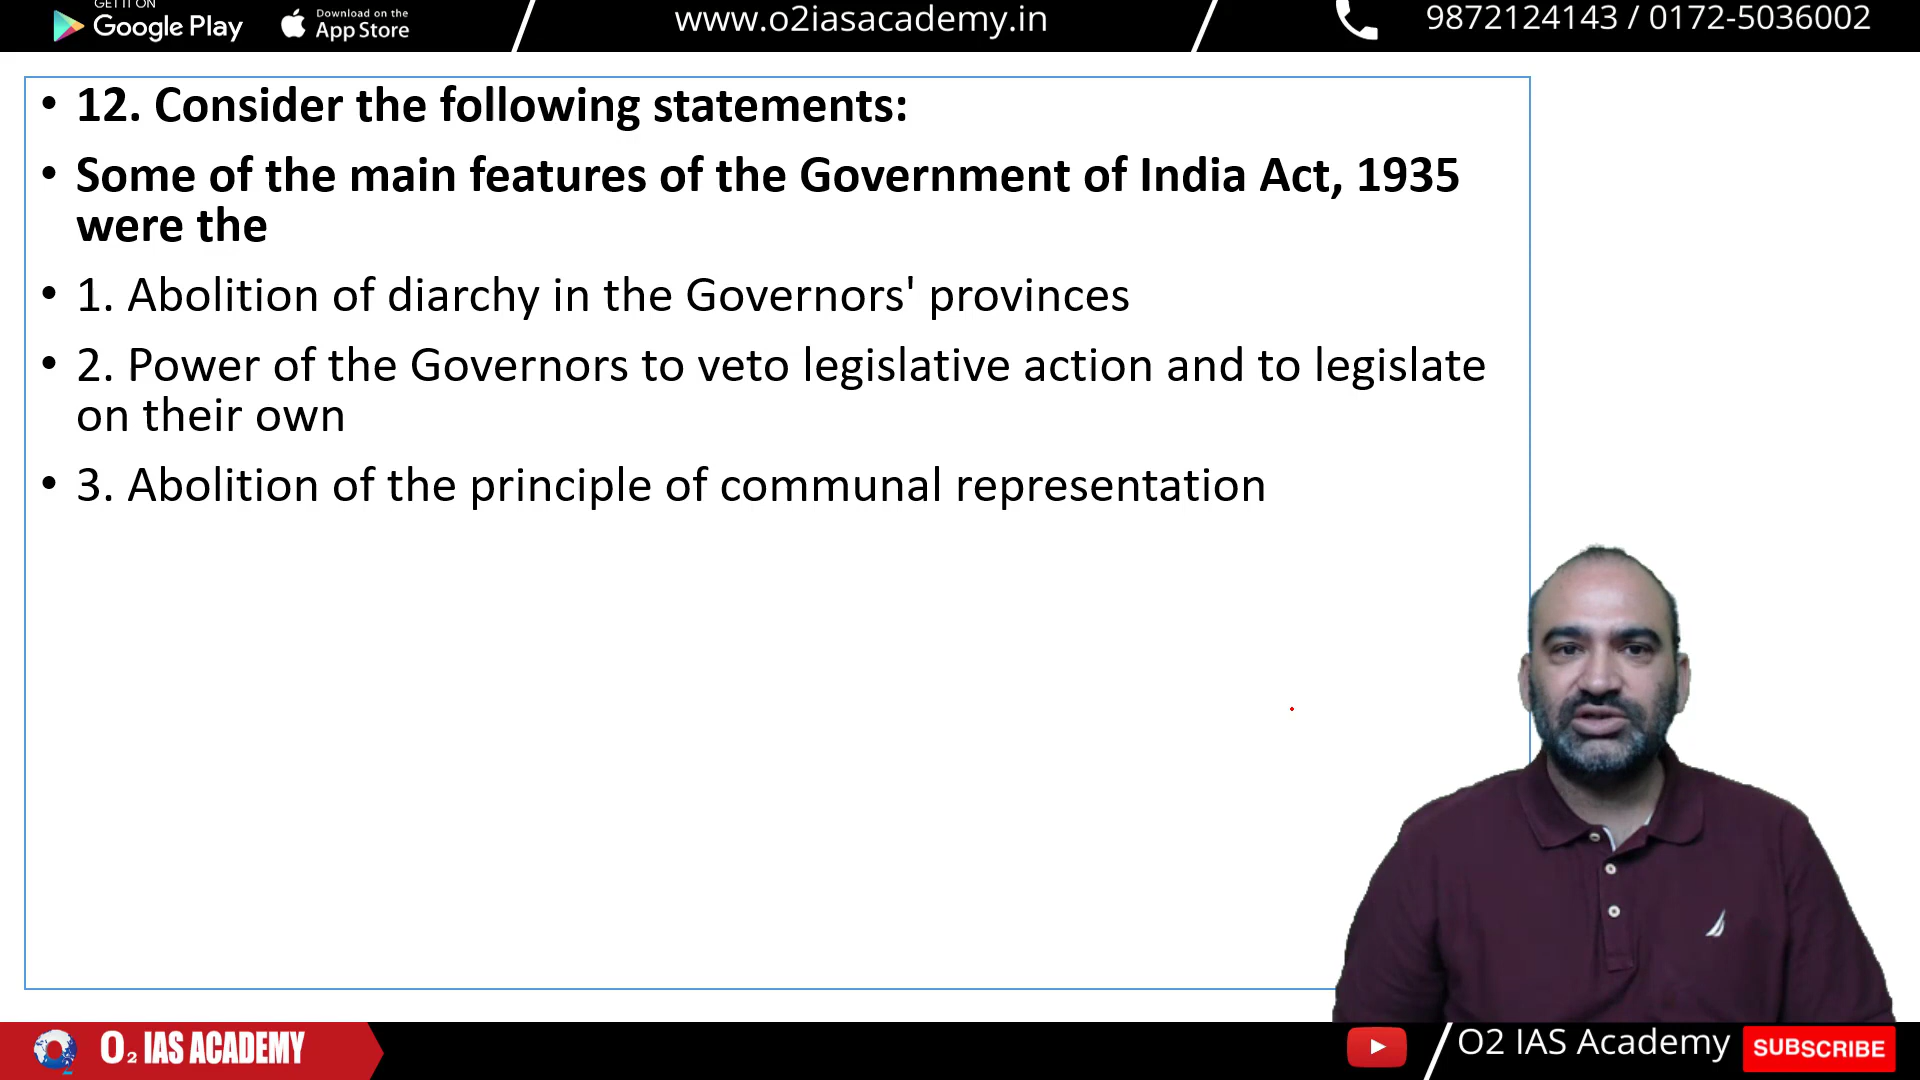 GET IT ON
Google Play
Download on the
App Store
www.o2iasacademy.in
9872124143 / 0172-5036002
• 12. Consider the following statements:
• Some of the main features of the Government of India Act, 1935
were the
• 1. Abolition of diarchy in the Governors' provinces
• 2. Power of the Governors to veto legislative action and to legislate
on their own
• 3. Abolition of the principle of communal representation
O2 IAS ACADEMY
O2 IAS Academy
SUBSCRIBE